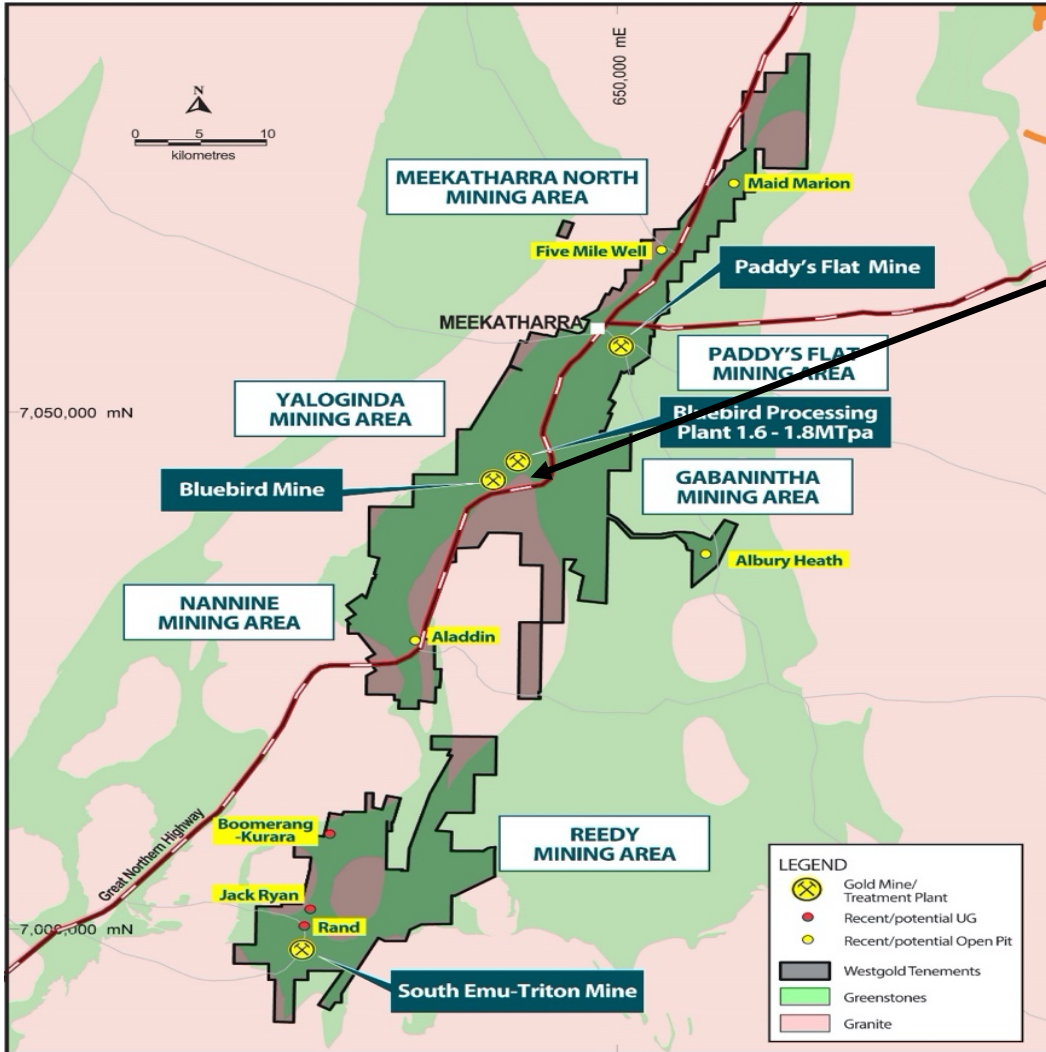 650,000 mE
N
0 5 10
kilometres
MEEKATHARRA NORTH
MINING AREA
Maid Marion
Five Mile Well
Paddy's Flat Mine
MEEKATHARRA
PADDY'S FLAT
MINING AREA
YALOGINDA
MINING AREA
7,050,000 mN
Bluebird Processing
Plant 1.6 - 1.8MTpa
Bluebird Mine
GABANINTHA
MINING AREA
Albury Heath
NANNINE
MINING AREA
Aladdin
Great Northern Highway
Boomerang
-Kurara
REEDY
MINING AREA
Jack Ryan
Rand
7,000,000 mN
South Emu-Triton Mine
LEGEND
Gold Mine/
Treatment Plant
Recent/potential UG
Recent/potential Open Pit
Westgold Tenements
Greenstones
Granite